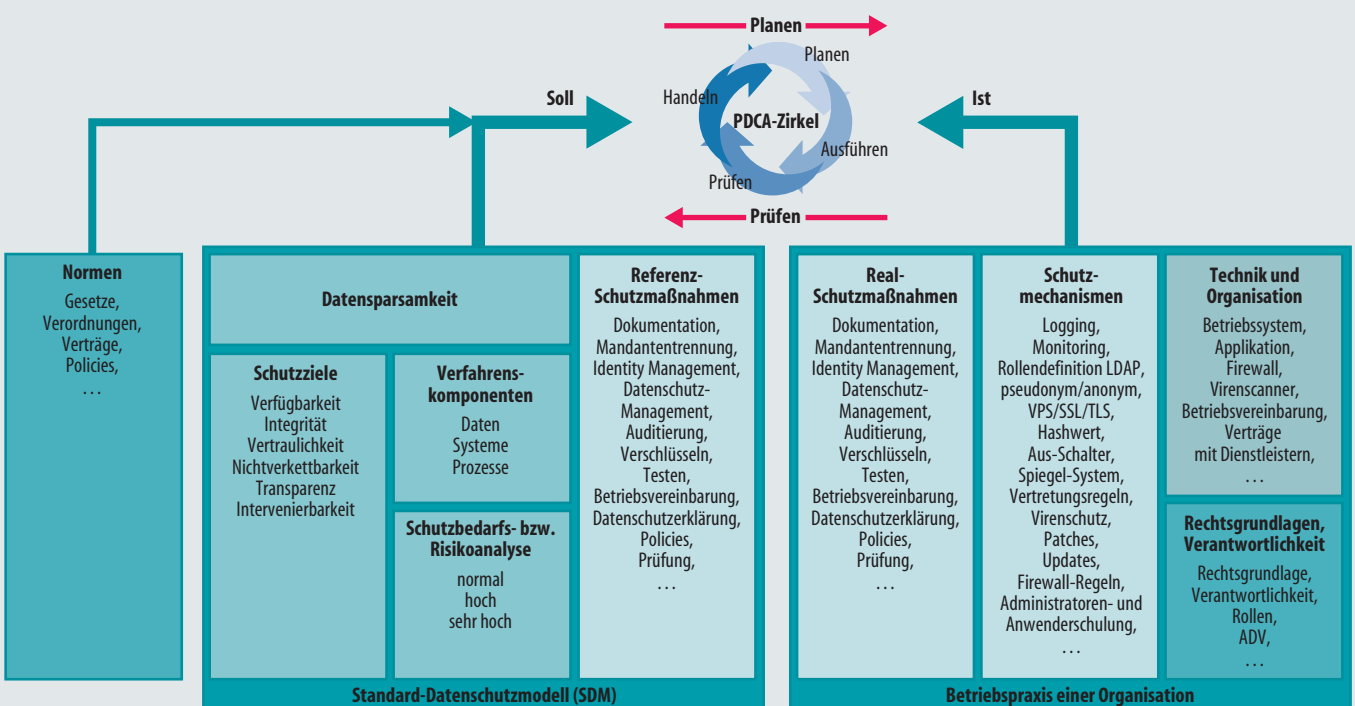 Planen
Planen
Soll
Handeln
PDCA-Zirkel
Ist
Ausführen
Prüfen
Prüfen
Normen
Gesetze,
Verordnungen,
Verträge,
Policies,
...
Datensparsamkeit
Schutzziele
Verfügbarkeit
Integrität
Vertraulichkeit
Nichtverkettbarkeit
Transparenz
Intervenierbarkeit
Verfahrens-
komponenten
Daten
Systeme
Prozesse
Schutzbedarfs- bzw.
Risikoanalyse
normal
hoch
sehr hoch
Referenz-
Schutzmaßnahmen
Dokumentation,
Mandantentrennung,
Identity Management,
Datenschutz-
Management,
Auditierung,
Verschlüsseln,
Testen,
Betriebsvereinbarung,
Datenschutzerklärung,
Policies,
Prüfung,
...
Standard-Datenschutzmodell (SDM)
Real-
Schutzmaßnahmen
Dokumentation,
Mandantentrennung,
Identity Management,
Datenschutz-
Management,
Auditierung,
Verschlüsseln,
Testen,
Betriebsvereinbarung,
Datenschutzerklärung,
Policies,
Prüfung,
...
Schutz-
mechanismen
Logging,
Monitoring,
Rollendefinition LDAP,
pseudonym/anonym,
VPS/SSL/TLS,
Hashwert,
Aus-Schalter,
Spiegel-System,
Vertretungsregeln,
Virenschutz,
Patches,
Updates,
Firewall-Regeln,
Administratoren- und
Anwenderschulung,
...
Technik und
Organisation
Betriebssystem,
Applikation,
Firewall,
Virenscanner,
Betriebsvereinbarung,
Verträge
mit Dienstleistern,
...
Rechtsgrundlagen,
Verantwortlichkeit
Rechtsgrundlage,
Verantwortlichkeit,
Rollen,
ADV,
...
Betriebspraxis einer Organisation